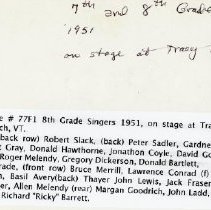 7th and 8th Grade
1951
on stage at Tracy
e # 77F1 8th Grade Singers 1951, on stage at Tra
ch, VT.
back row) Robert Slack, (back) Peter Sadler, Gardne
t Gray, Donald Hawthorne, Jonathon Coyle, David Go
Roger Melendy, Gregory Dickerson, Donald Bartlett,
rade, (front row) Bruce Merrill, Lawrence Conrad (f)
n, Basil Avery(back) Thayer John Lewis, Jack Fraser
er, Allen Melendy (rear) Margan Goodrich, John Ladd,
Richard "Ricky" Barrett.